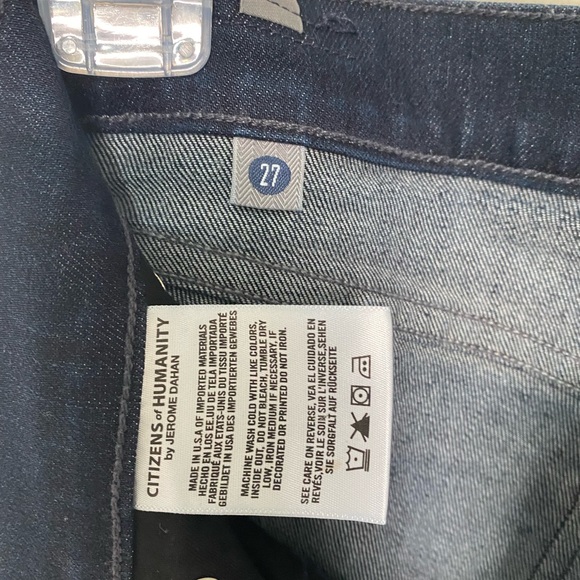 27
CITIZENS of HUMANITY
by JEROME DAHAN
MADE IN U.S.A OF IMPORTED MATERIALS
HECHO EN LOS EE.UU DE TELA IMPORTADA
FABRIQUÉ AUX ETATS-UNIS DU TISSU IMPORTÉ
GEBILDET IN USA DES IMPORTIERTEN GEWEBES
MACHINE WASH COLD WITH LIKE COLORS,
INSIDE OUT, DO NOT BLEACH, TUMBLE DRY
LOW, IRON MEDIUM IF NECESSARY, IF
DECORATED OR PRINTED DO NOT IRON.
SEE CARE ON REVERSE, VEA EL CUIDADO EN
REVÉS, VOIR LE SOIN SUR L'INVERSE, SEHEN
SIE SORGFALT AUF RÜCKSEITE